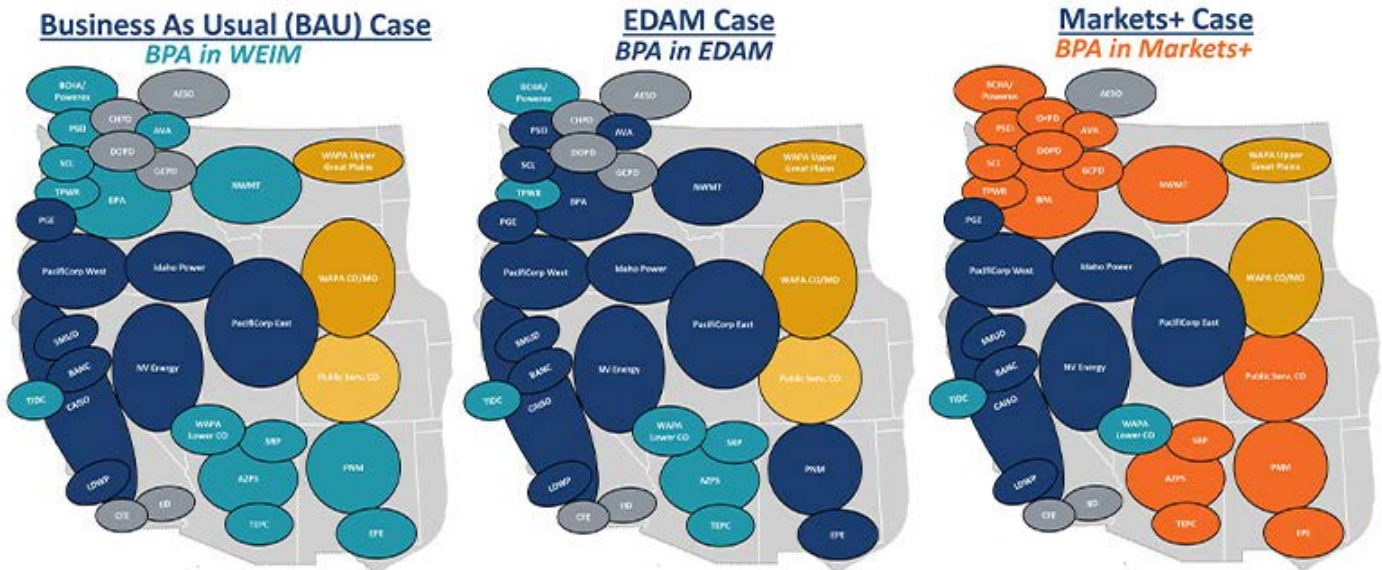 Business As Usual (BAU) Case
BPA in WEIM
BCHA/
Powerex
AESO
CHPD
PSEI
AVA
DOPD
SCL
GCPD
WAPA Upper
Great Plains
TPWR
NWMT
BPA
PGE
PacifiCorp West
Idaho Power
WAPA CO/MO
PacifiCorp East
SMUD
BANC
NV Energy
Public Serv. CO
TIDC
CAISO
WAPA
Lower CO
SRP
PNM
AZPS
LDWP
CFE
IID
TEPC
EPE
EDAM Case
BPA in EDAM
BCHA/
Powerex
AESO
CHPD
PSEI
AVA
DOPD
SCL
GCPD
WAPA Upper
Great Plains
TPWR
NWMT
BPA
PGE
PacifiCorp West
Idaho Power
WAPA CO/MO
PacifiCorp East
SMUD
BANC
NV Energy
Public Serv. CO
TIDC
CAISO
WAPA
Lower CO
SRP
PNM
AZPS
LDWP
CFE
IID
TEPC
EPE
Markets+ Case
BPA in Markets+
BCHA/
Powerex
AESO
CHPD
PSEI
AVA
DOPD
SCL
GCPD
WAPA Upper
Great Plains
TPWR
NWMT
BPA
PGE
PacifiCorp West
Idaho Power
WAPA CO/MO
PacifiCorp East
SMUD
BANC
NV Energy
Public Serv. CO
TIDC
CAISO
WAPA
Lower CO
SRP
PNM
AZPS
LDWP
CFE
IID
TEPC
EPE